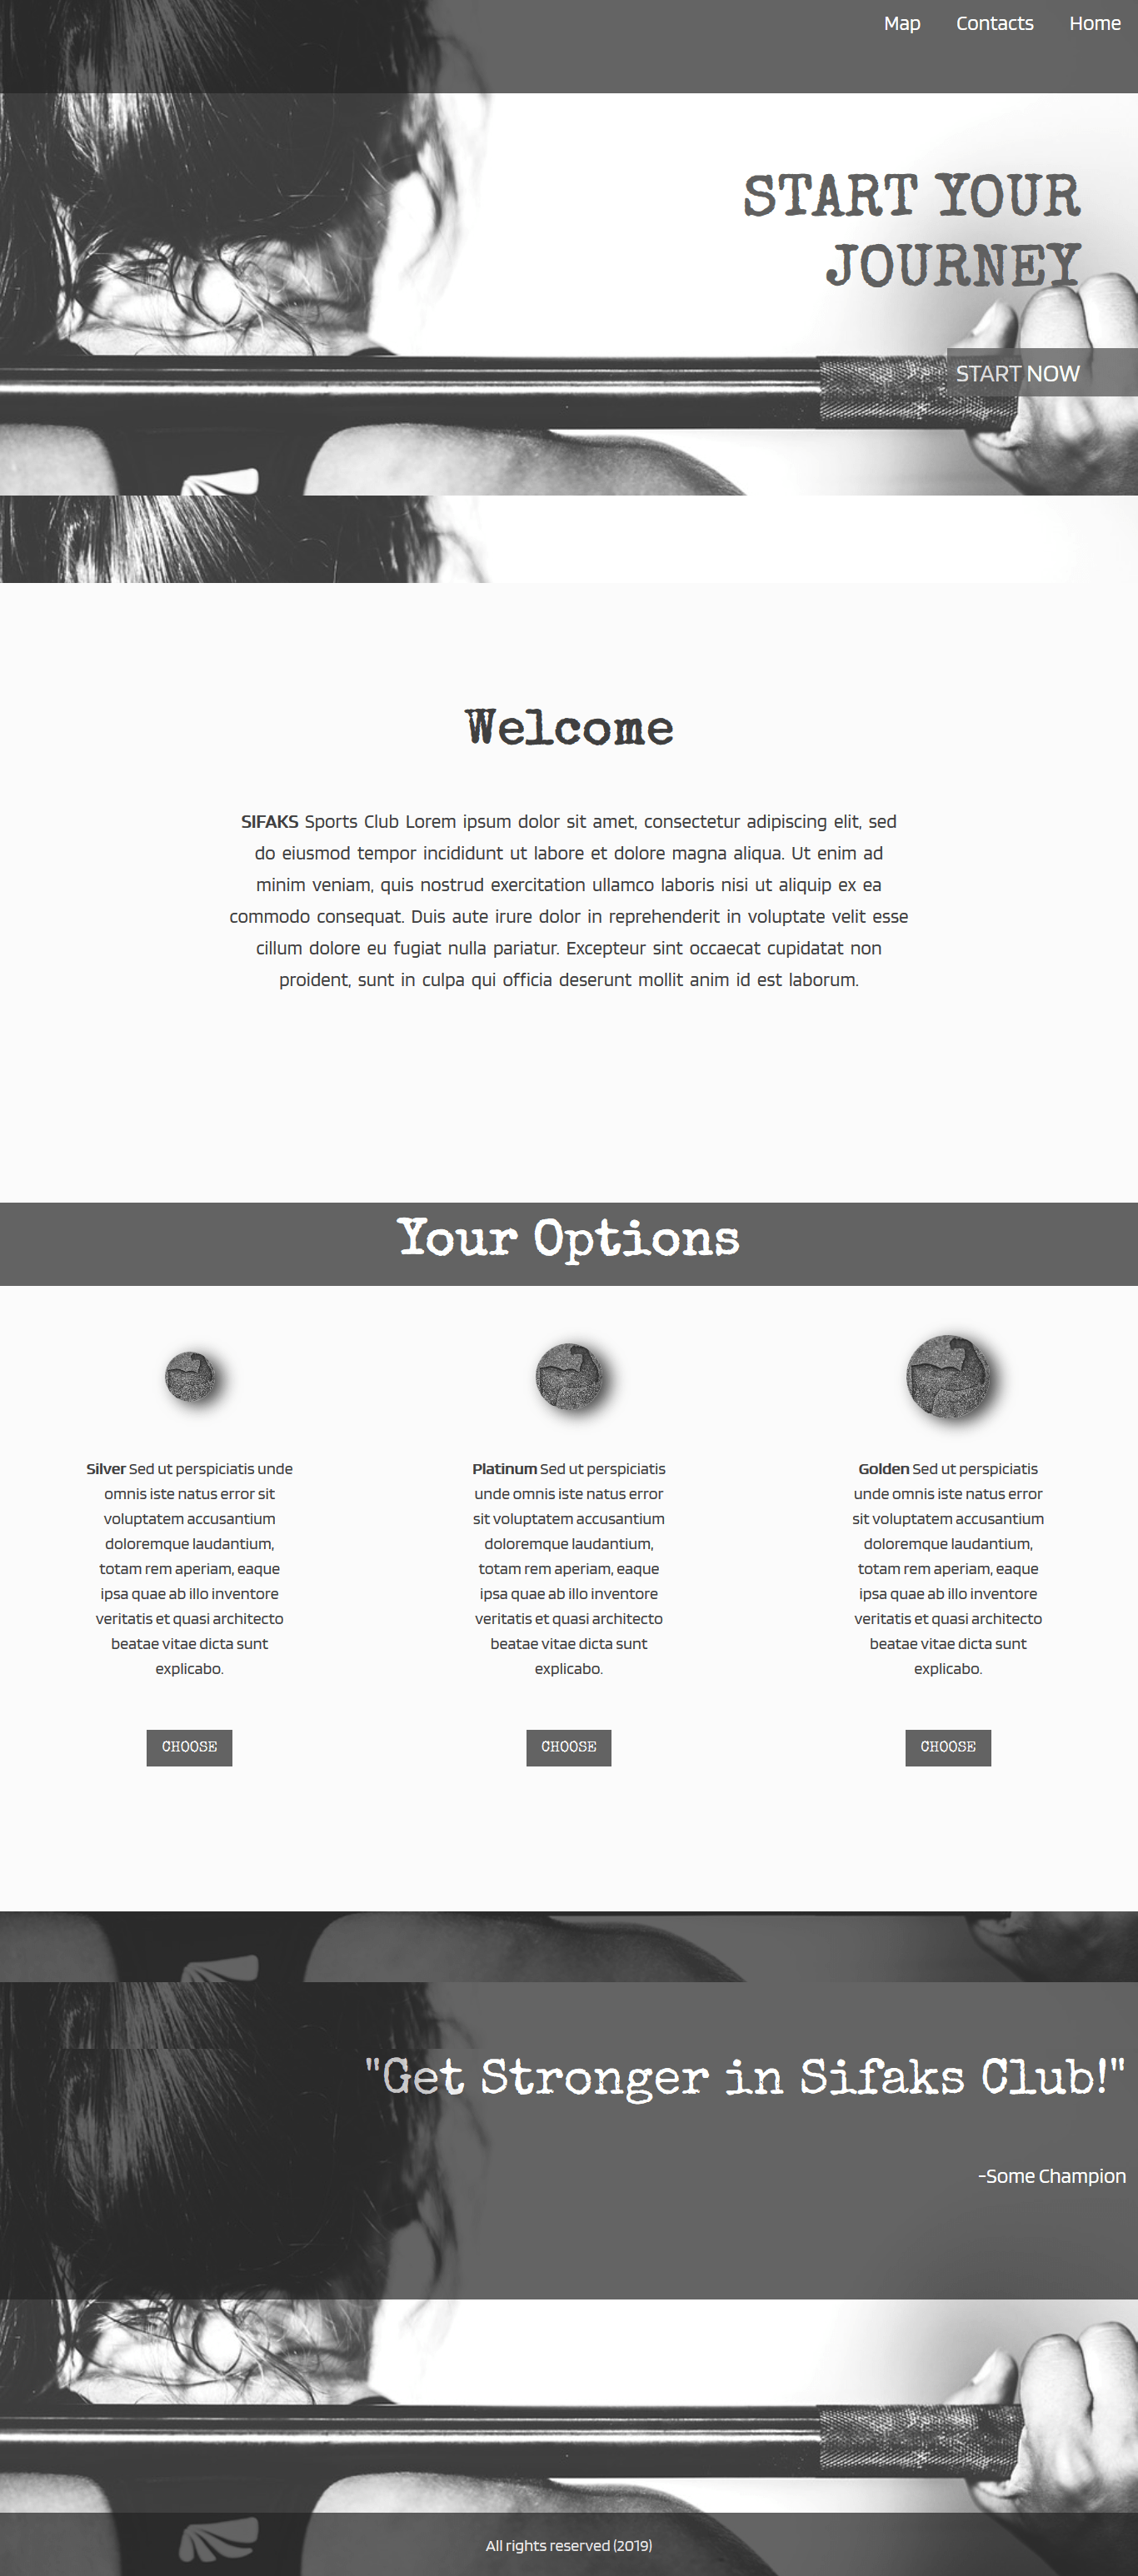 Map Contacts Home
START YOUR
JOURNEY
START NOW
Welcome
SIFAKS Sports Club Lorem ipsum dolor sit amet, consectetur adipiscing elit, sed
do eiusmod tempor incididunt ut labore et dolore magna aliqua. Ut enim ad
minim veniam, quis nostrud exercitation ullamco laboris nisi ut aliquip ex ea
commodo consequat. Duis aute irure dolor in reprehenderit in voluptate velit esse
cillum dolore eu fugiat nulla pariatur. Excepteur sint occaecat cupidatat non
proident, sunt in culpa qui officia deserunt mollit anim id est laborum.
Your Options
Silver Sed ut perspiciatis unde
omnis iste natus error sit
voluptatem accusantium
doloremque laudantium,
totam rem aperiam, eaque
ipsa quae ab illo inventore
veritatis et quasi architecto
beatae vitae dicta sunt
explicabo.
CHOOSE
Platinum Sed ut perspiciatis
unde omnis iste natus error
sit voluptatem accusantium
doloremque laudantium,
totam rem aperiam, eaque
ipsa quae ab illo inventore
veritatis et quasi architecto
beatae vitae dicta sunt
explicabo.
CHOOSE
Golden Sed ut perspiciatis
unde omnis iste natus error
sit voluptatem accusantium
doloremque laudantium,
totam rem aperiam, eaque
ipsa quae ab illo inventore
veritatis et quasi architecto
beatae vitae dicta sunt
explicabo.
CHOOSE
"Get Stronger in Sifaks Club!"
-Some Champion
All rights reserved (2019)